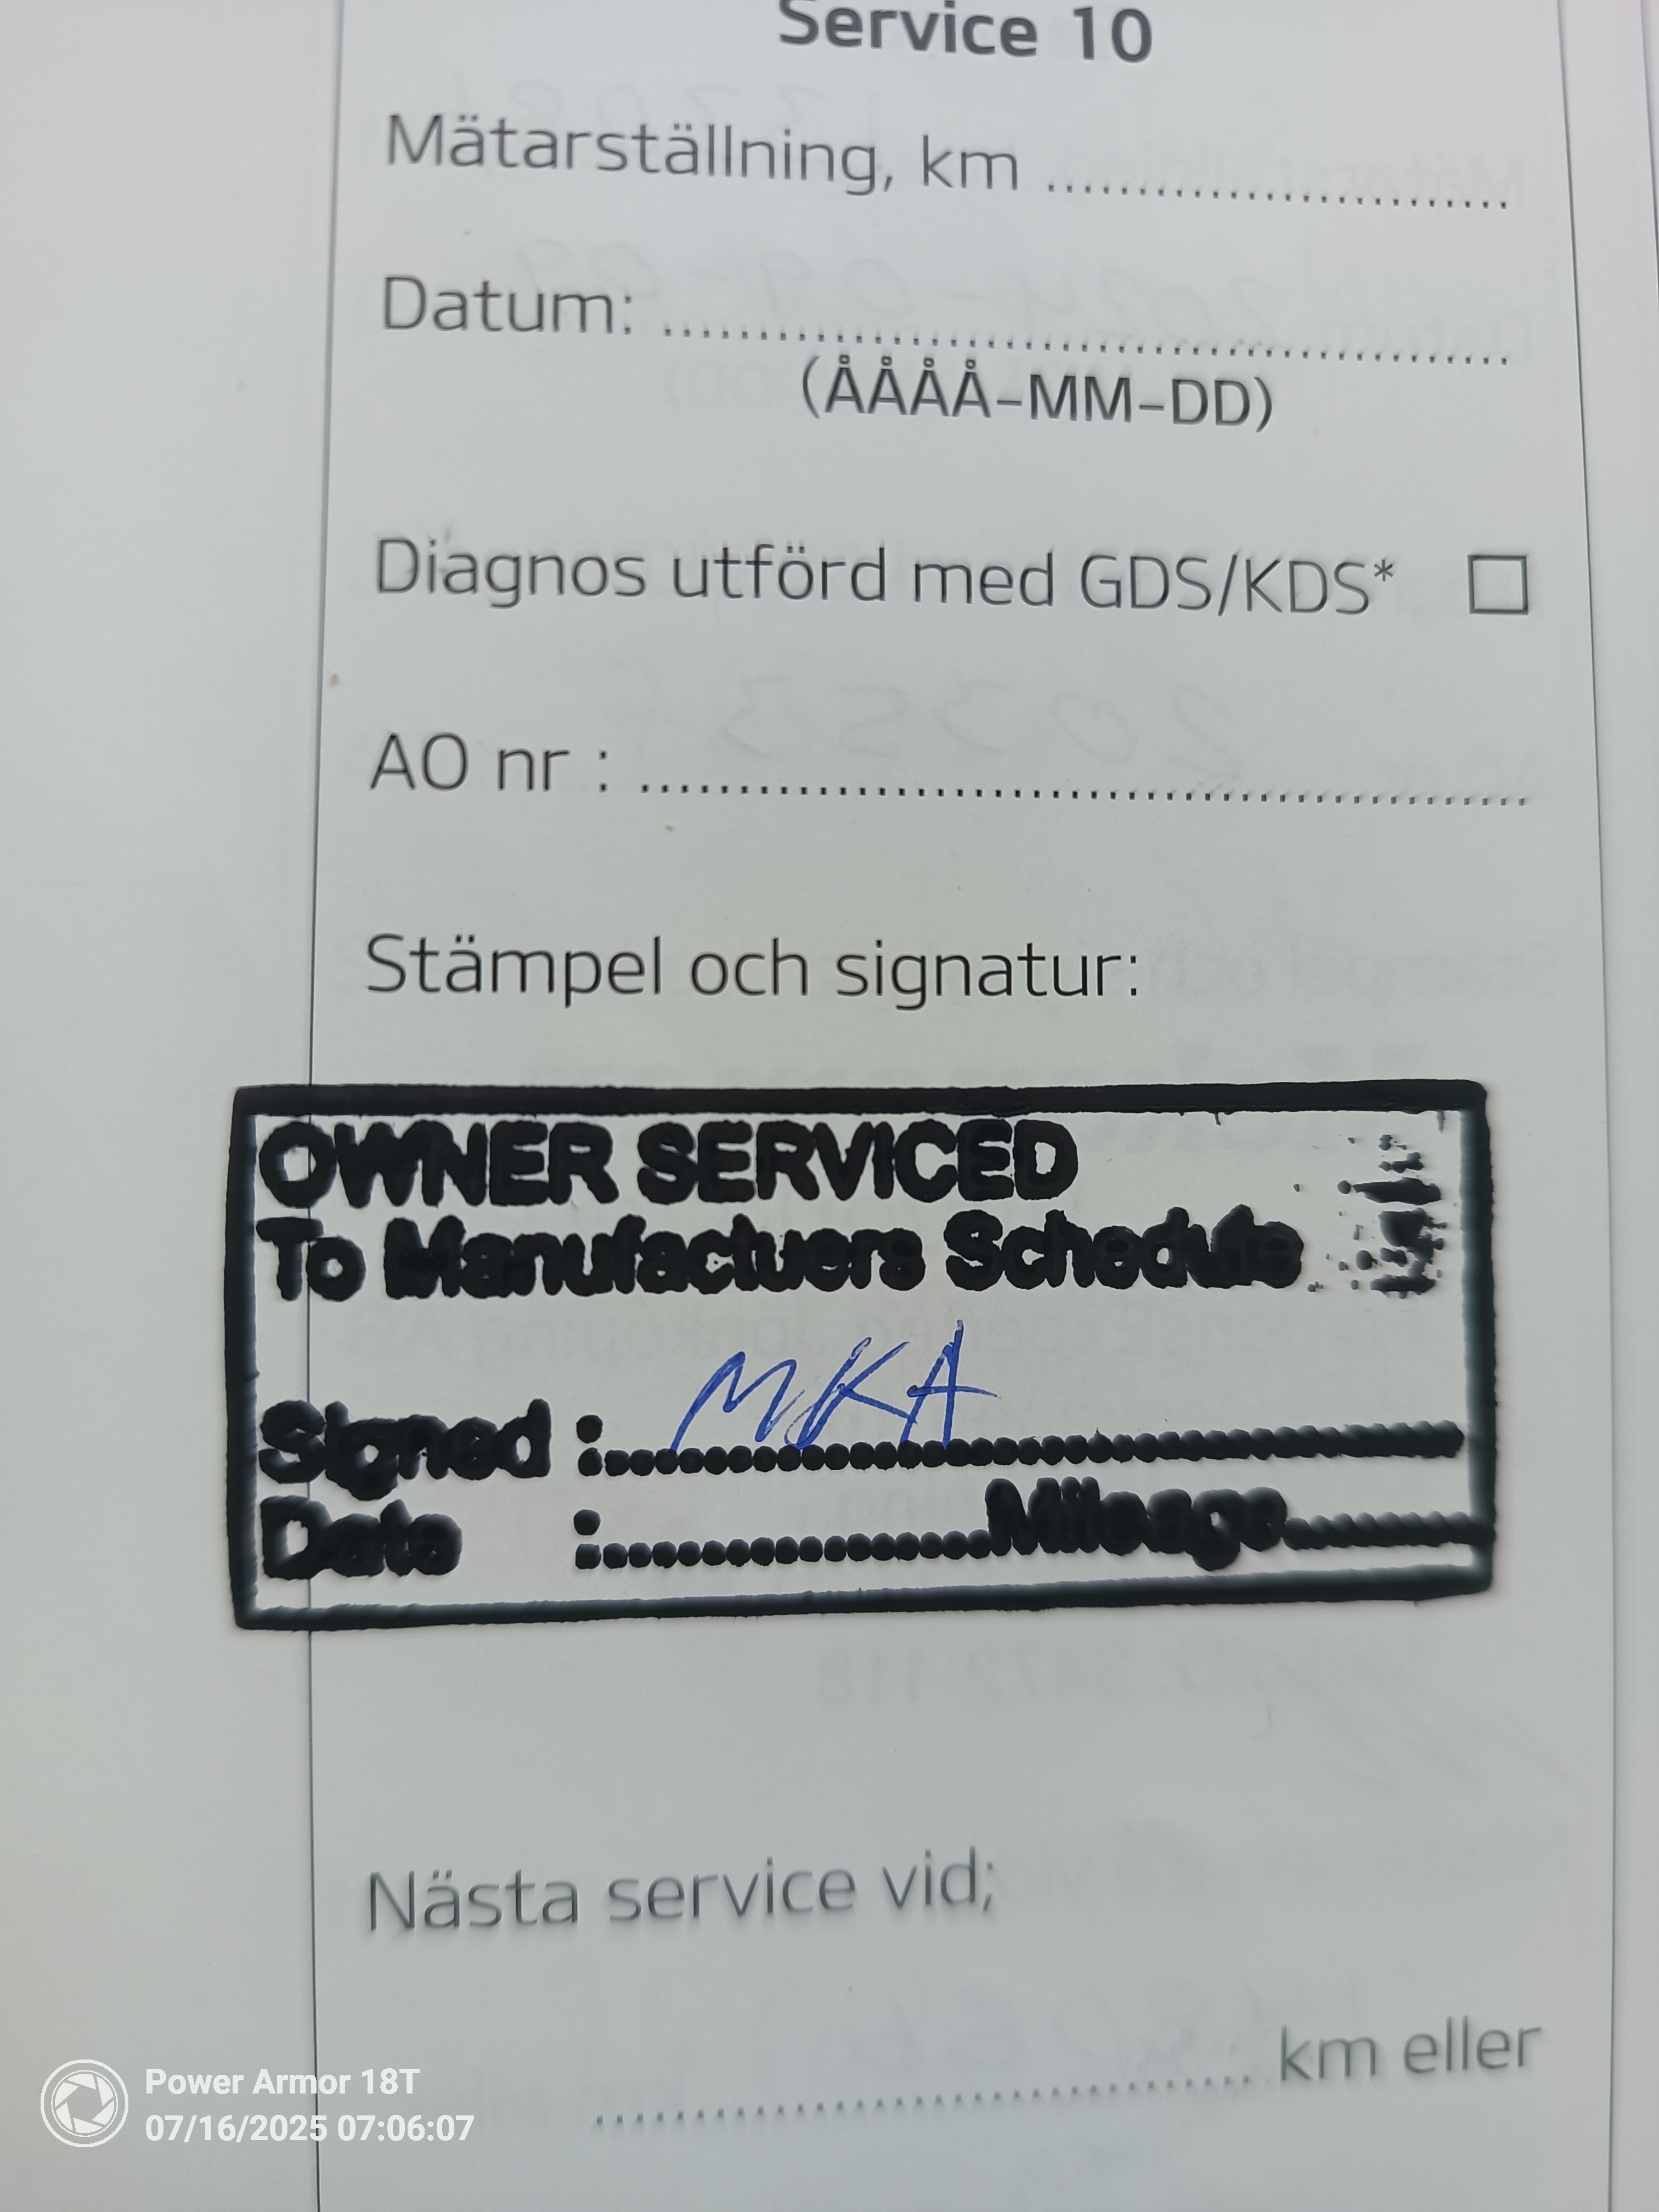 Service 10
Mätarställning, km ........................
Datum: ................................................
(ÅÅÅÅ-MM-DD)
Diagnos utförd med GDS/KDS* ☐
AO nr : ................................................
Stämpel och signatur:
OWNER SERVICED
To Manufactuers Schedule
MKA
Signed :................................................
Date :....................Mileage............
Nästa service vid;
.................................... km eller
Power Armor 18T
07/16/2025 07:06:07